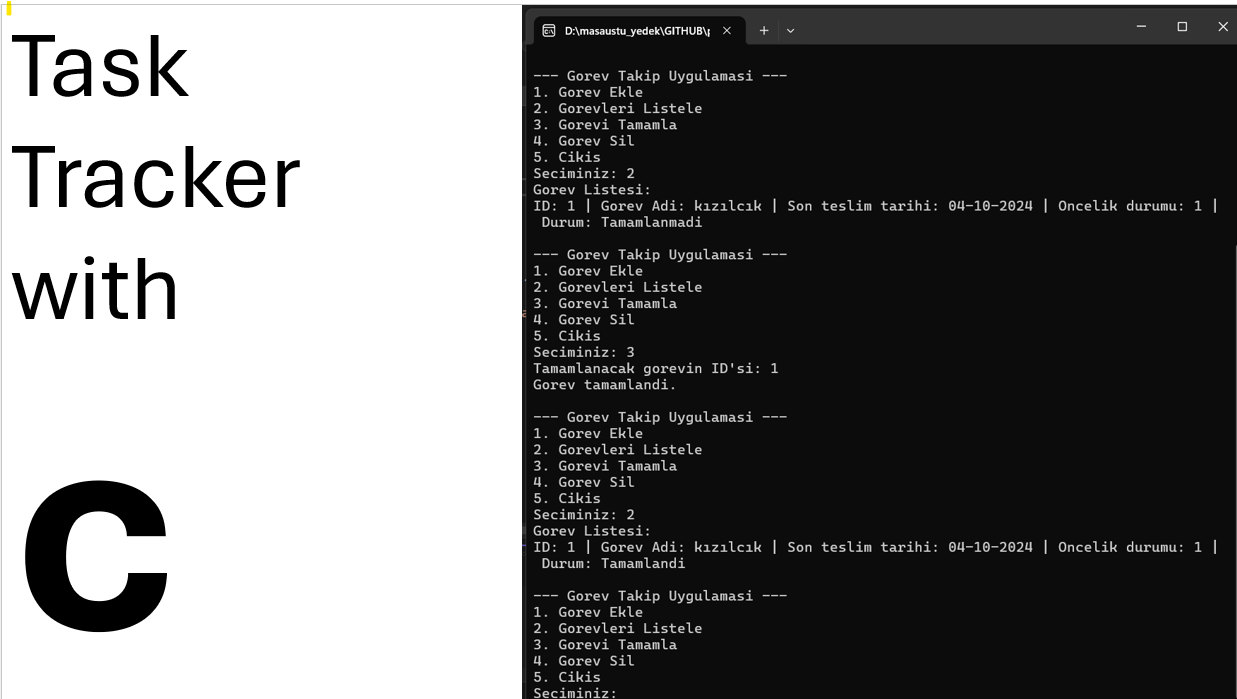 Task
Tracker
with
C
D:\masaustu_yedek\GITHUB\p
--- Gorev Takip Uygulamasi ---
1. Gorev Ekle
2. Gorevleri Listele
3. Gorevi Tamamla
4. Gorev Sil
5. Cikis
Seciminiz: 2
Gorev Listesi:
ID: 1 | Gorev Adi: kızılcık | Son teslim tarihi: 04-10-2024 | Oncelik durumu: 1 |
Durum: Tamamlanmadi
--- Gorev Takip Uygulamasi ---
1. Gorev Ekle
2. Gorevleri Listele
3. Gorevi Tamamla
4. Gorev Sil
5. Cikis
Seciminiz: 3
Tamamlanacak gorevin ID'si: 1
Gorev tamamlandi.
--- Gorev Takip Uygulamasi ---
1. Gorev Ekle
2. Gorevleri Listele
3. Gorevi Tamamla
4. Gorev Sil
5. Cikis
Seciminiz: 2
Gorev Listesi:
ID: 1 | Gorev Adi: kızılcık | Son teslim tarihi: 04-10-2024 | Oncelik durumu: 1 |
Durum: Tamamlandi
--- Gorev Takip Uygulamasi ---
1. Gorev Ekle
2. Gorevleri Listele
3. Gorevi Tamamla
4. Gorev Sil
5. Cikis
Seciminiz: